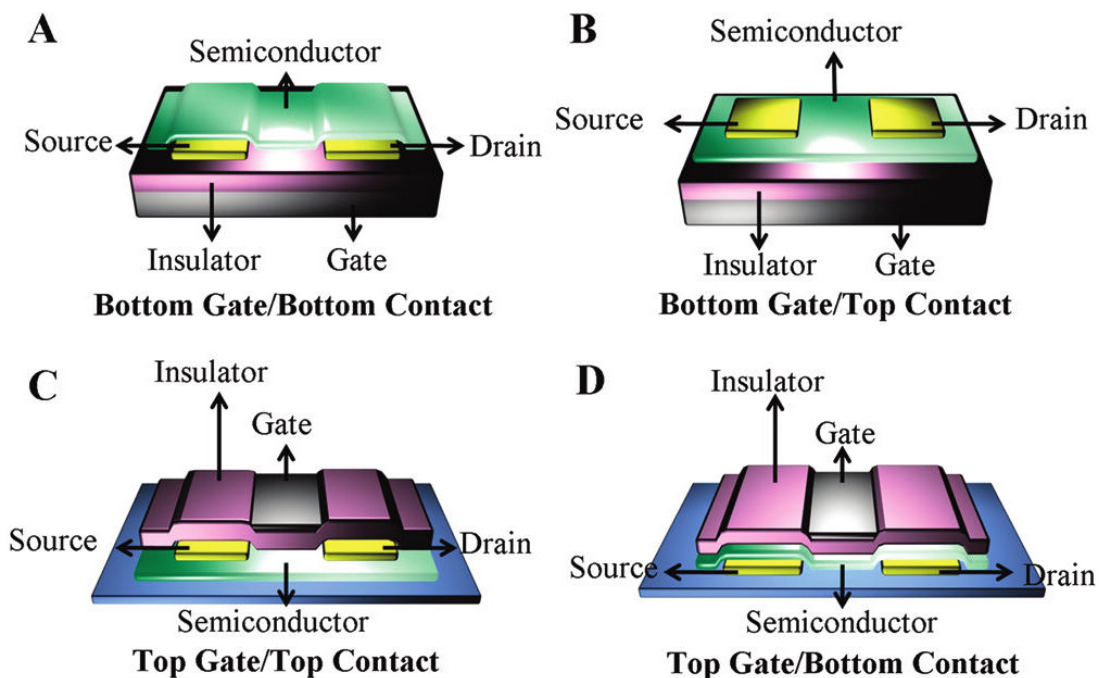 A
Semiconductor
Source
Drain
Insulator
Gate
Bottom Gate/Bottom Contact
B
Semiconductor
Source
Drain
Insulator
Gate
Bottom Gate/Top Contact
C
Insulator
Gate
Source
Drain
Semiconductor
Top Gate/Top Contact
D
Insulator
Gate
Source
Drain
Semiconductor
Top Gate/Bottom Contact